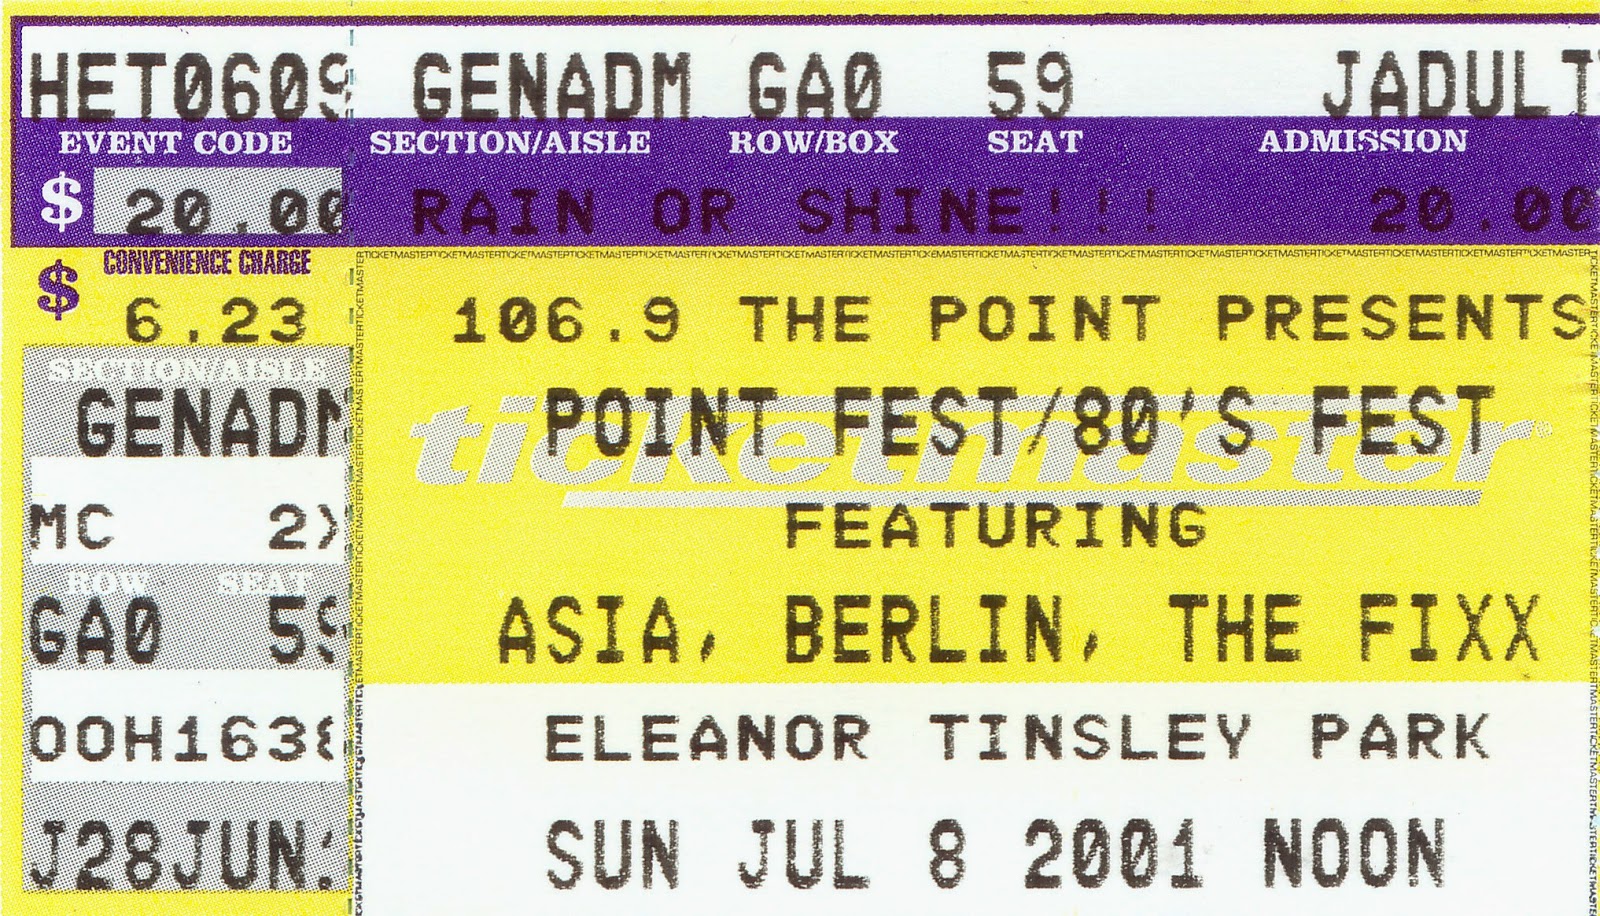 HET0609 GENADM GA0 59 JADULT
EVENT CODE SECTION/AISLE ROW/BOX SEAT ADMISSION
$ 20.00 RAIN OR SHINE!!! 20.00
CONVENIENCE CHARGE
$ 6.23
SECTION/AISLE
GENADM
MC 2X
ROW SEAT
GA0 59
OOH1638
J28JUN
106.9 THE POINT PRESENTS
ticketmaster®
POINT FEST/80'S FEST
FEATURING
ASIA, BERLIN, THE FIXX
ELEANOR TINSLEY PARK
SUN JUL 8 2001 NOON
TICKETMASTER